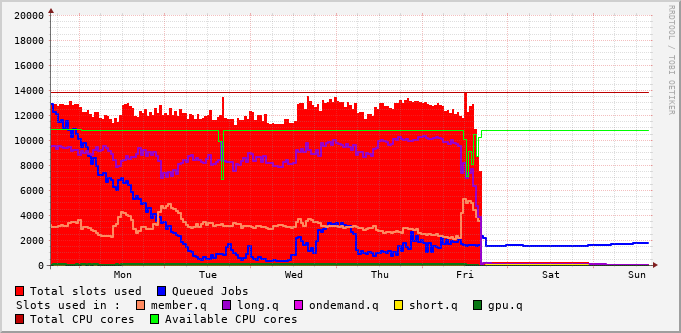 RRDTOOL / TOBI OETIKER
20000
18000
16000
14000
12000
10000
8000
6000
4000
2000
0
Mon Tue Wed Thu Fri Sat Sun
Total slots used Queued Jobs
Slots used in : member.q long.q ondemand.q short.q gpu.q
Total CPU cores Available CPU cores